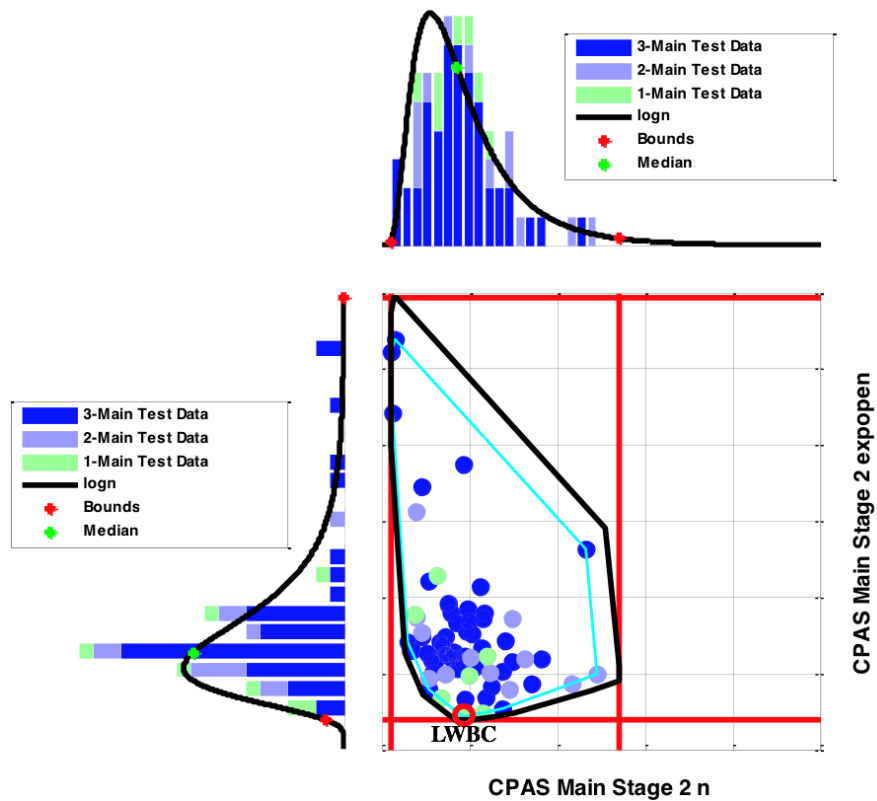 3-Main Test Data
2-Main Test Data
1-Main Test Data
logn
Bounds
Median
3-Main Test Data
2-Main Test Data
1-Main Test Data
logn
Bounds
Median
CPAS Main Stage 2 expopen
LWBC
CPAS Main Stage 2 n